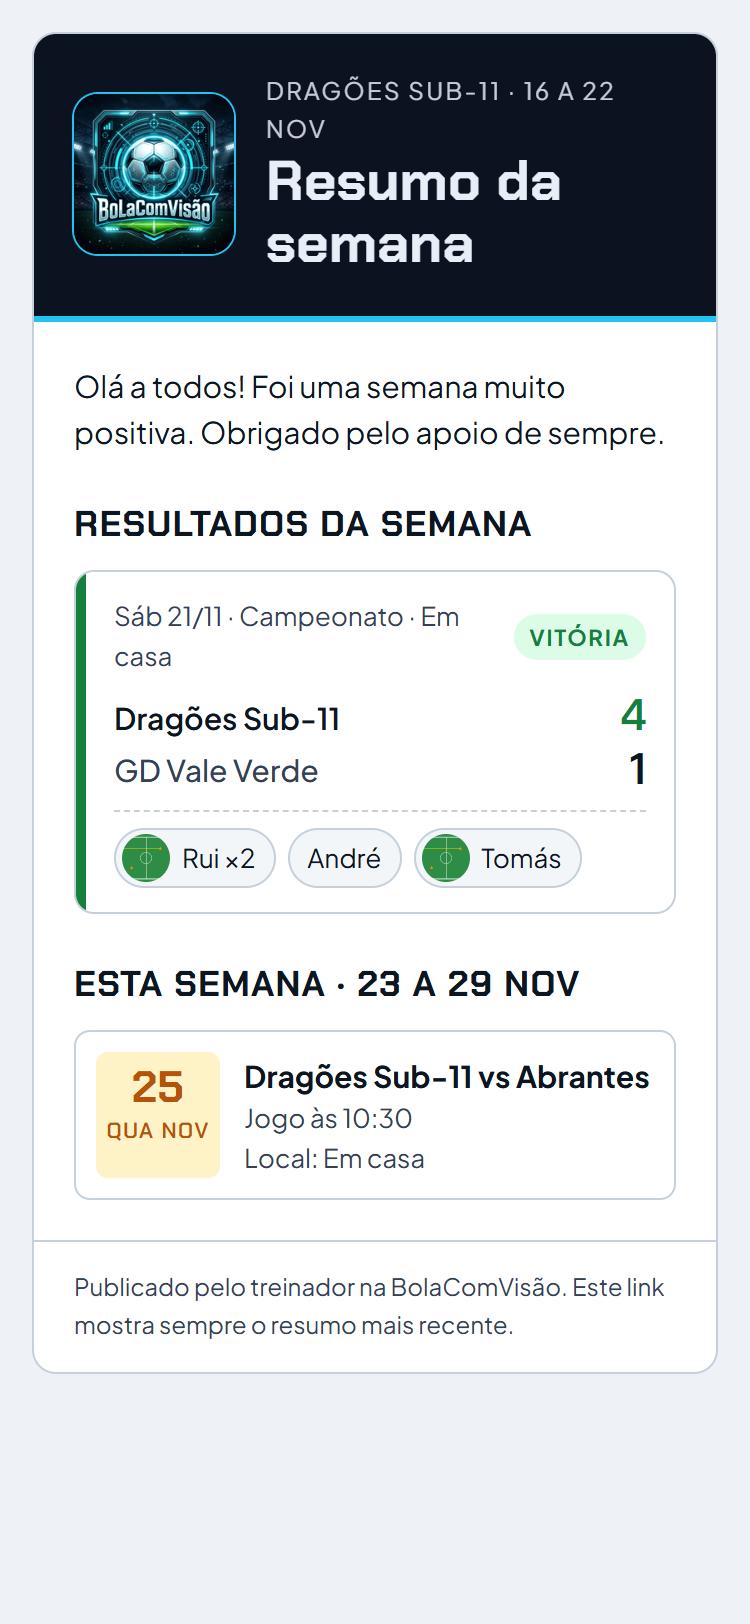 BoLaComVisão
DRAGÕES SUB-11 · 16 A 22
NOV
Resumo da
semana
Olá a todos! Foi uma semana muito
positiva. Obrigado pelo apoio de sempre.
RESULTADOS DA SEMANA
Sáb 21/11 · Campeonato · Em
casa
VITÓRIA
Dragões Sub-11 4
GD Vale Verde 1
Rui ×2 André Tomás
ESTA SEMANA · 23 A 29 NOV
25
QUA NOV
Dragões Sub-11 vs Abrantes
Jogo às 10:30
Local: Em casa
Publicado pelo treinador na BolaComVisão. Este link
mostra sempre o resumo mais recente.